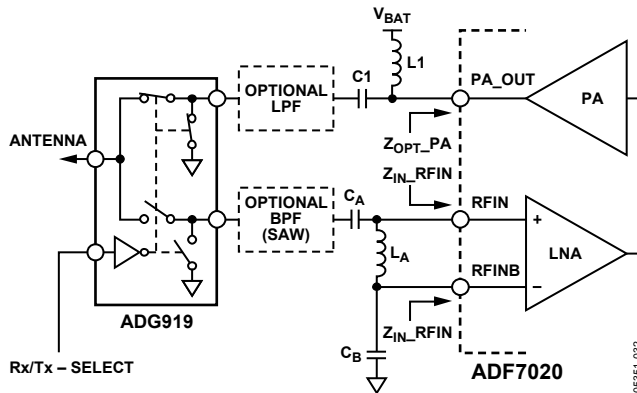 VBAT
L1
C1
OPTIONAL
LPF
PA_OUT
PA
ZOPT_PA
ANTENNA
ZIN_RFIN
OPTIONAL
BPF
(SAW)
CA
RFIN
+
LA
LNA
RFINB
–
ZIN_RFIN
CB
ADG919
Rx/Tx – SELECT
ADF7020
05351-032